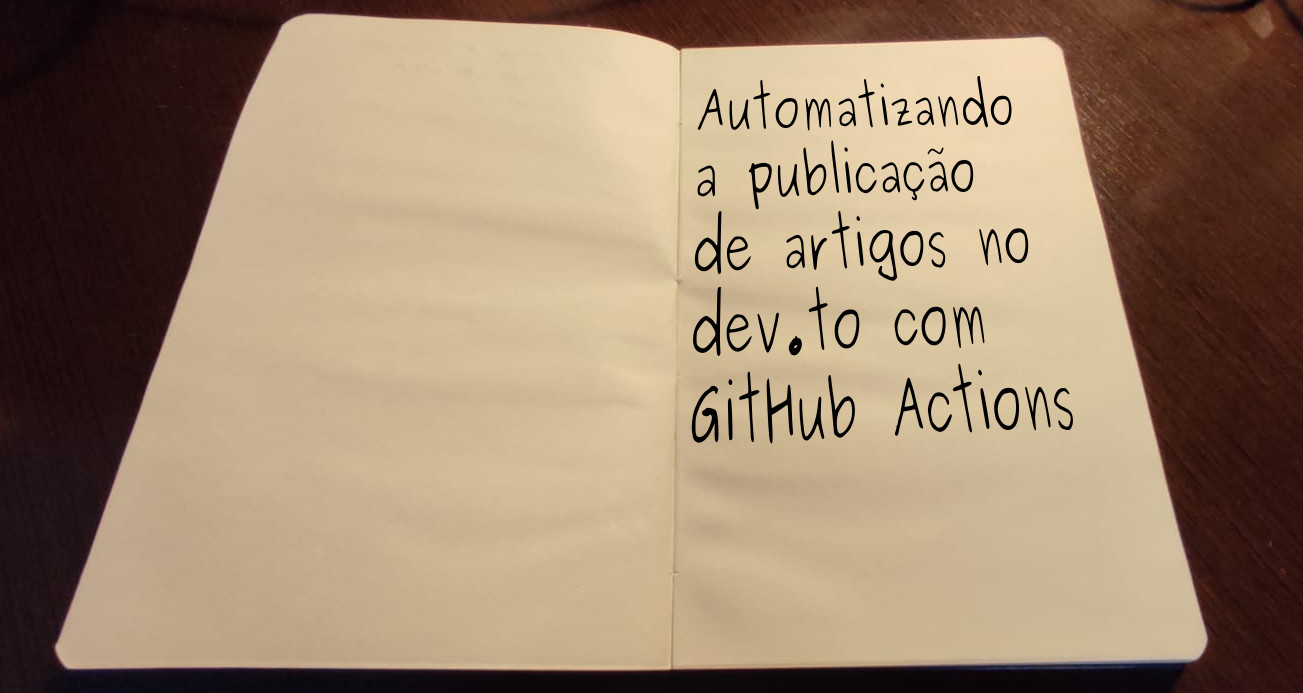 Automatizando
a publicação
de artigos no
dev.to com
GitHub Actions